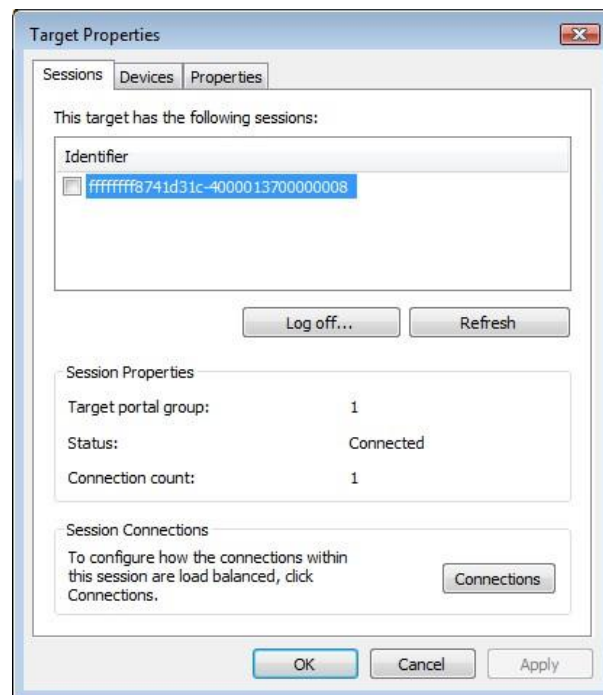 Target Properties
Sessions Devices Properties
This target has the following sessions:
Identifier
ffffffff8741d31c-4000013700000008
Log off... Refresh
Session Properties
Target portal group: 1
Status: Connected
Connection count: 1
Session Connections
To configure how the connections within
this session are load balanced, click
Connections.
Connections
OK Cancel Apply